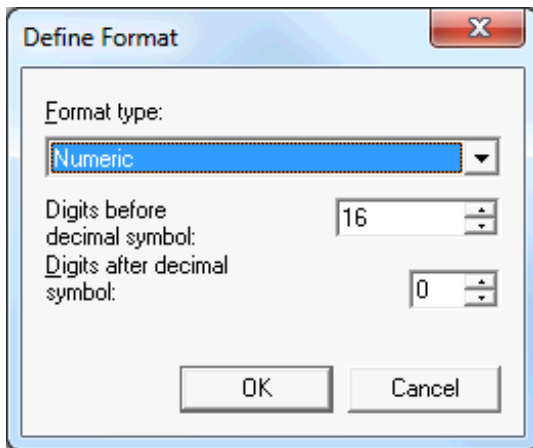 Define Format
Format type:
Numeric
Digits before
decimal symbol:
16
Digits after decimal
symbol:
0
OK
Cancel